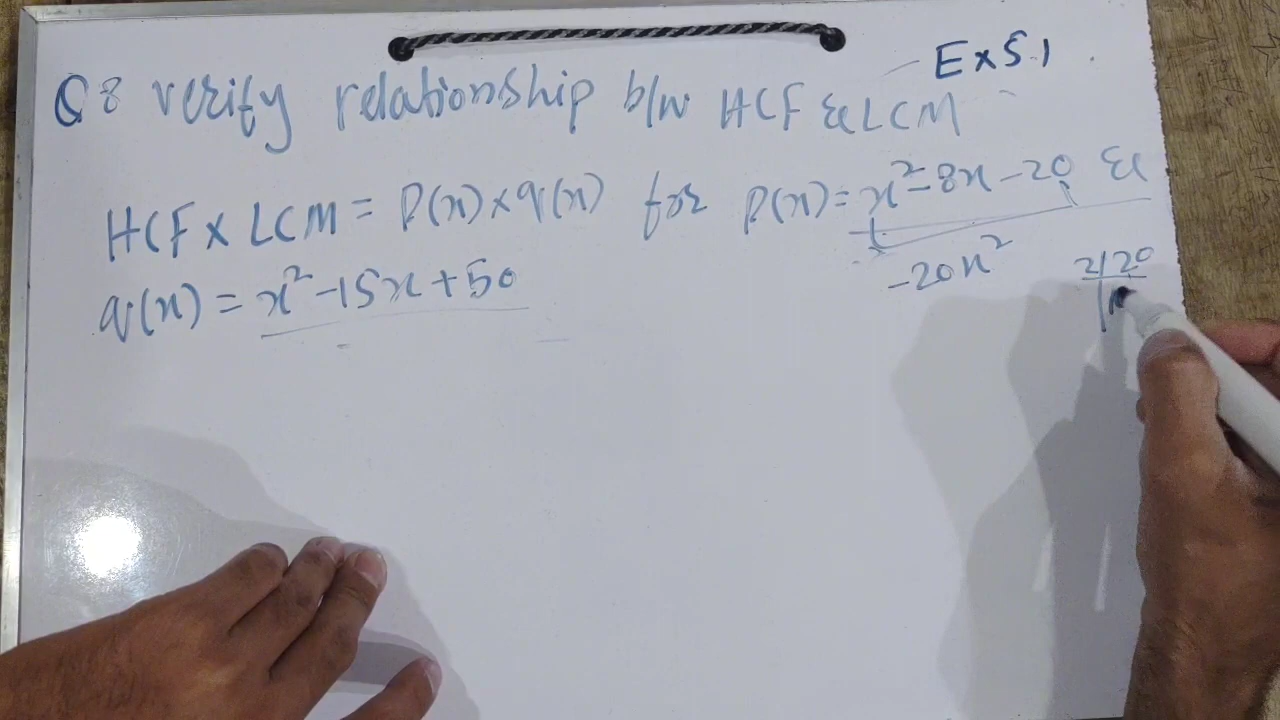 Ex 5.1
Q8 verify relationship b/w HCF & LCM
HCF x LCM = P(x) x q(x) for p(x) = x² - 8x - 20 &
q(x) = x² - 15x + 50
-20x²
2|20